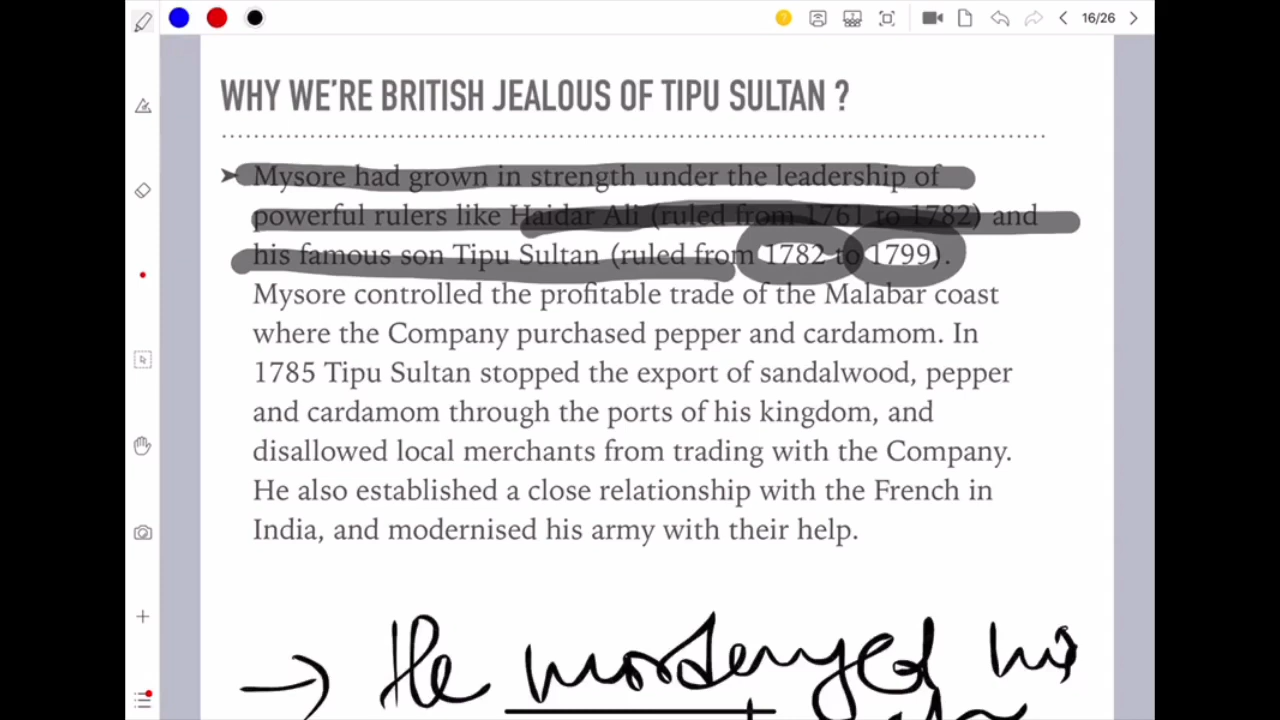 16/26
WHY WE'RE BRITISH JEALOUS OF TIPU SULTAN ?
➤ Mysore had grown in strength under the leadership of
powerful rulers like Haidar Ali (ruled from 1761 to 1782) and
his famous son Tipu Sultan (ruled from 1782 to 1799).
Mysore controlled the profitable trade of the Malabar coast
where the Company purchased pepper and cardamom. In
1785 Tipu Sultan stopped the export of sandalwood, pepper
and cardamom through the ports of his kingdom, and
disallowed local merchants from trading with the Company.
He also established a close relationship with the French in
India, and modernised his army with their help.
→ He mordenyed his